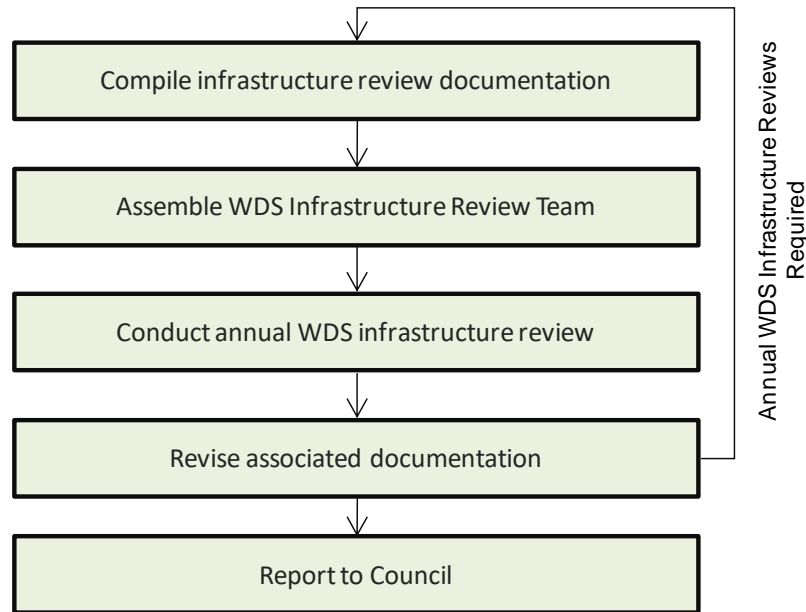 Compile infrastructure review documentation
Assemble WDS Infrastructure Review Team
Conduct annual WDS infrastructure review
Revise associated documentation
Report to Council
Annual WDS Infrastructure Reviews
Required